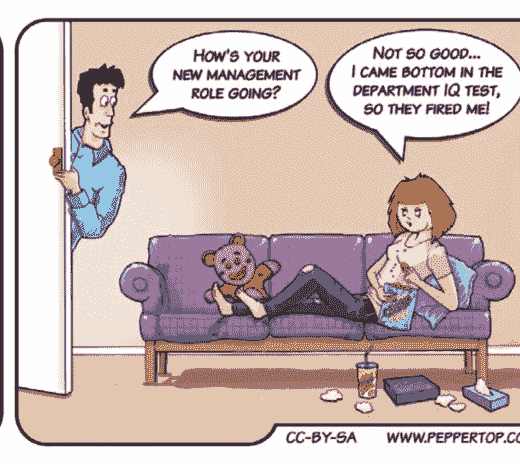 HOW'S YOUR
NEW MANAGEMENT
ROLE GOING?
NOT SO GOOD...
I CAME BOTTOM IN THE
DEPARTMENT IQ TEST,
SO THEY FIRED ME!
CC-BY-SA WWW.PEPPERTOP.CO